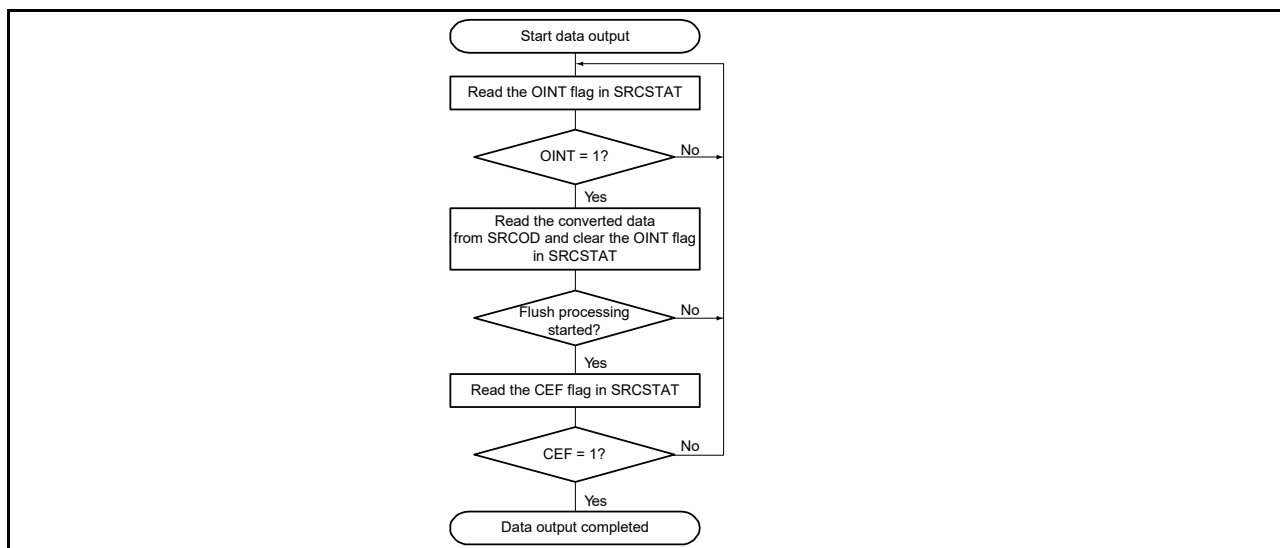 Start data output
Read the OINT flag in SRCSTAT
OINT = 1?
No
Yes
Read the converted data
from SRCOD and clear the OINT flag
in SRCSTAT
Flush processing
started?
No
Yes
Read the CEF flag in SRCSTAT
CEF = 1?
No
Yes
Data output completed